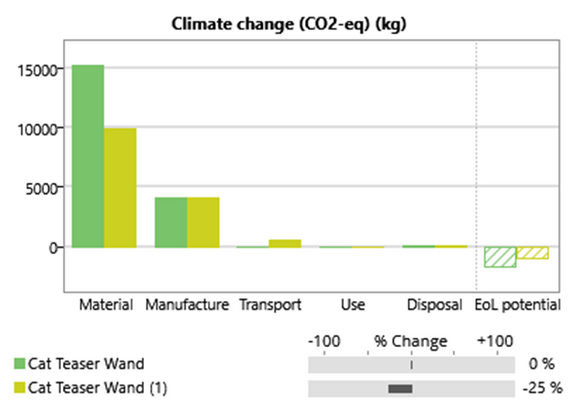 Climate change (CO2-eq) (kg)
15000
10000
5000
0
Material Manufacture Transport Use Disposal EoL potential
-100 % Change +100
Cat Teaser Wand 0 %
Cat Teaser Wand (1) -25 %